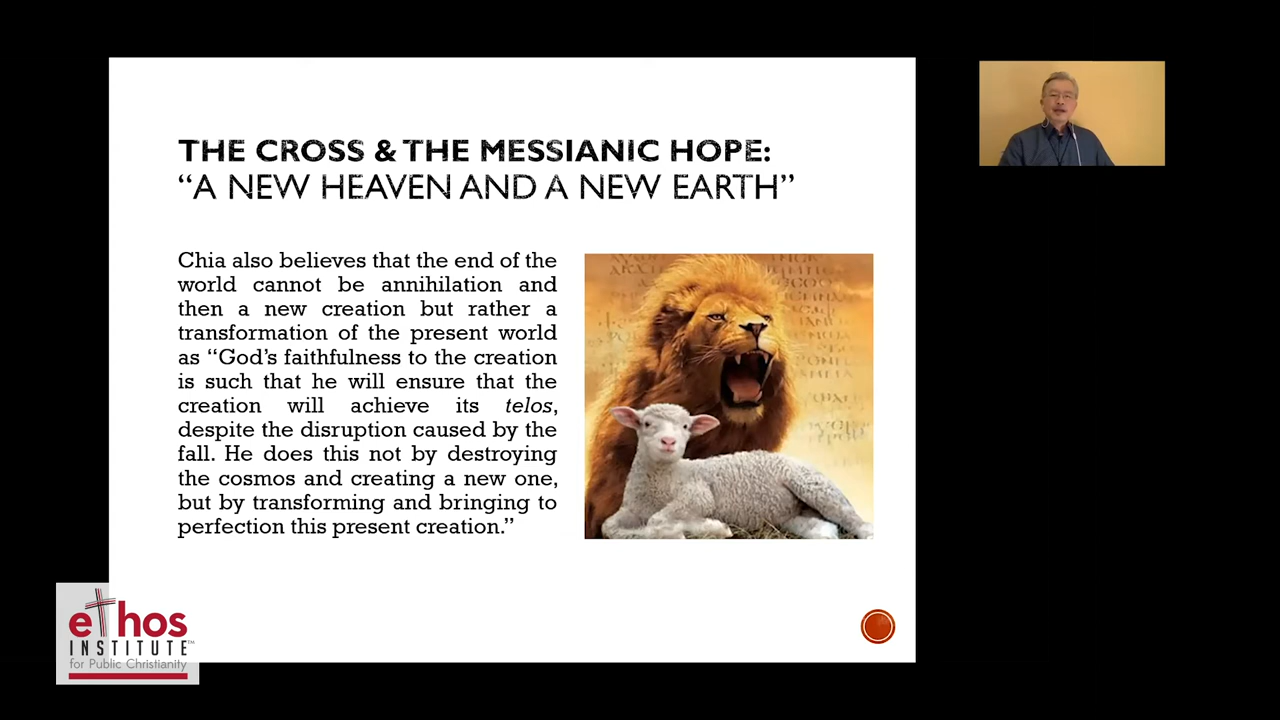 THE CROSS & THE MESSIANIC HOPE:
“A NEW HEAVEN AND A NEW EARTH”
Chia also believes that the end of the
world cannot be annihilation and
then a new creation but rather a
transformation of the present world
as “God’s faithfulness to the creation
is such that he will ensure that the
creation will achieve its telos,
despite the disruption caused by the
fall. He does this not by destroying
the cosmos and creating a new one,
but by transforming and bringing to
perfection this present creation.”
ethos
INSTITUTE™
for Public Christianity